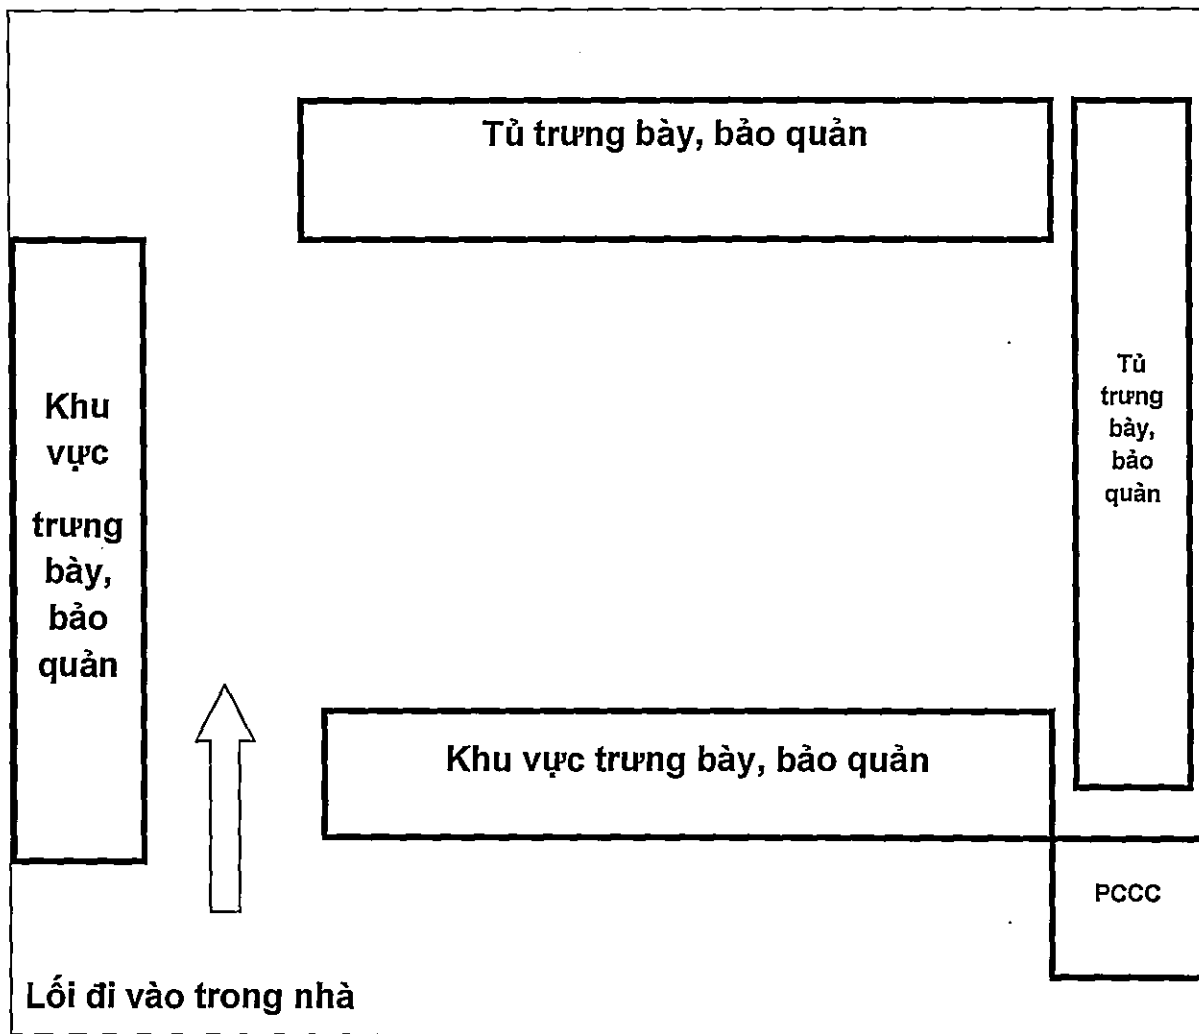 Tủ trưng bày, bảo quản
Khu
vực
trưng
bày,
bảo
quản
Tủ
trưng
bày,
bảo
quản
Khu vực trưng bày, bảo quản
PCCC
Lối đi vào trong nhà